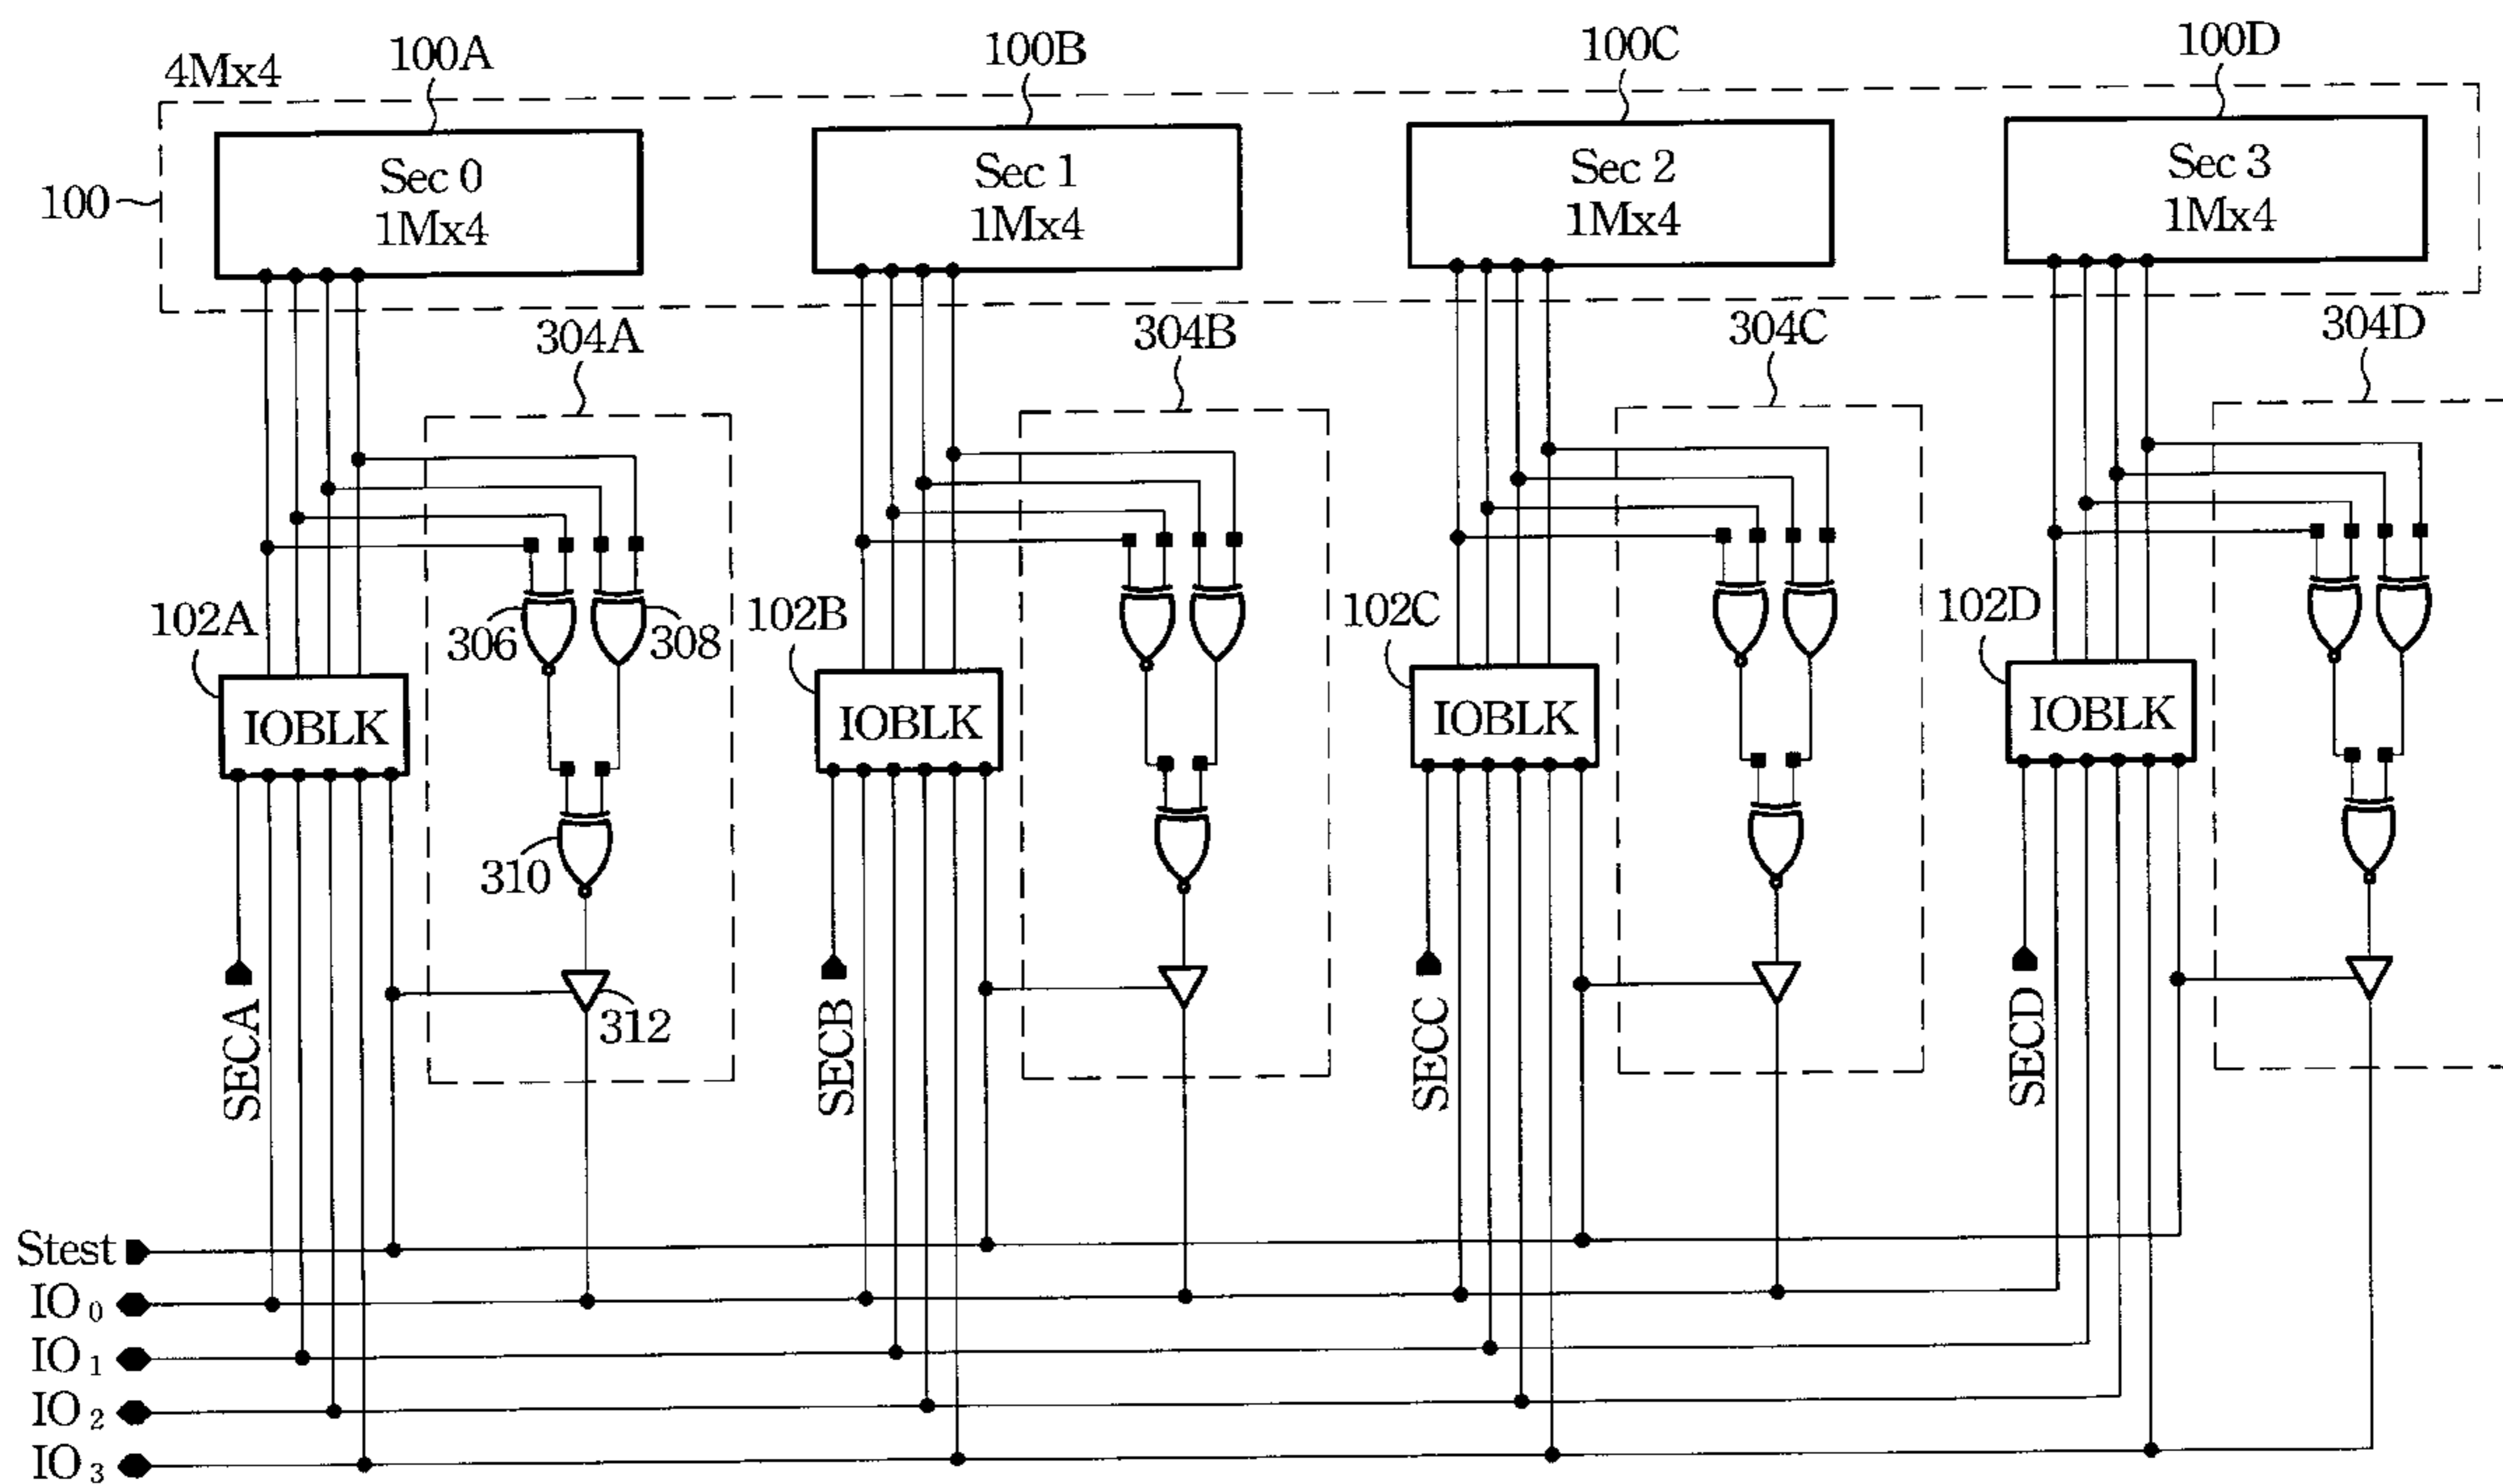 4Mx4
100A
100B
100C
100D
100
Sec 0
1Mx4
Sec 1
1Mx4
Sec 2
1Mx4
Sec 3
1Mx4
304A
304B
304C
304D
102A
306
308
102B
102C
102D
IOBLK
IOBLK
IOBLK
IOBLK
310
312
SECA
SECB
SECC
SECD
Stest
IO 0
IO 1
IO 2
IO 3